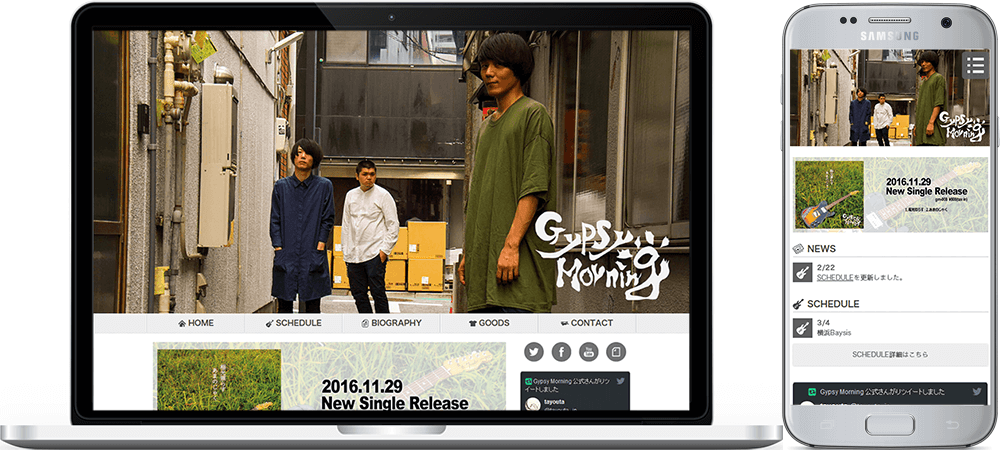 Gypsy
Morning
HOME
SCHEDULE
BIOGRAPHY
GOODS
CONTACT
2016.11.29
New Single Release
You
Tube
Gypsy Morning 公式さんがリツ
イートしました
tayouta
SAMSUNG
Gypsy
Morning
2016.11.29
New Single Release
NEWS
2/22
SCHEDULEを更新しました。
SCHEDULE
3/4
横浜Baysis
SCHEDULE詳細はこちら
Gypsy Morning 公式さんがリツイートしました